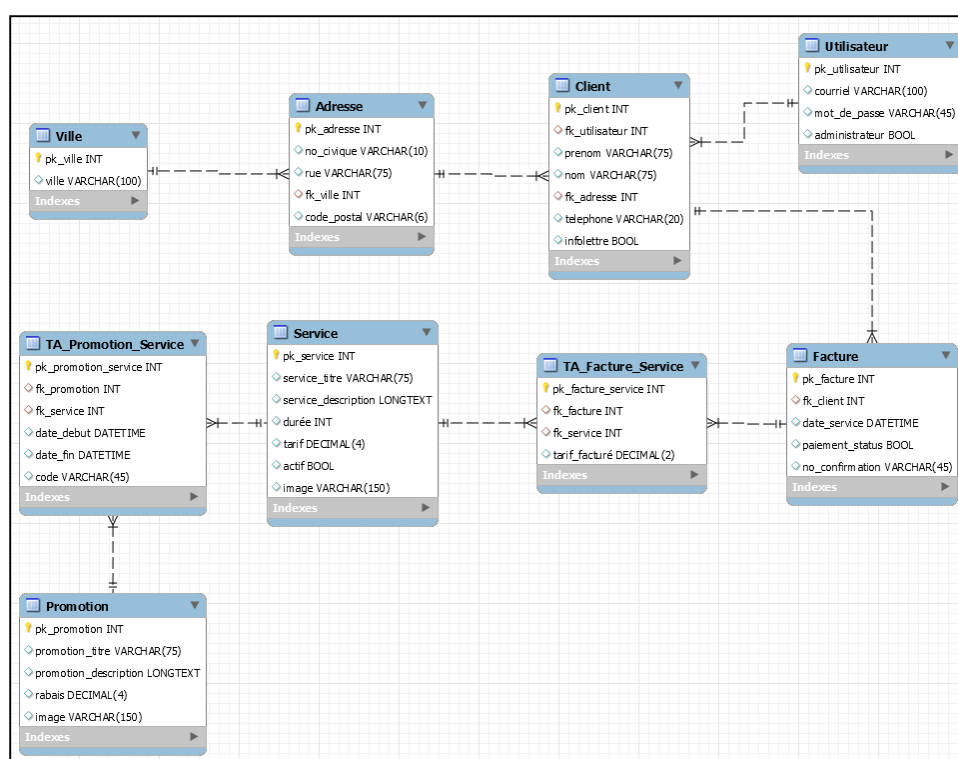 Ville
pk_ville INT
ville VARCHAR(100)
Indexes
Adresse
pk_adresse INT
no_civique VARCHAR(10)
rue VARCHAR(75)
fk_ville INT
code_postal VARCHAR(6)
Indexes
Client
pk_client INT
fk_utilisateur INT
prenom VARCHAR(75)
nom VARCHAR(75)
fk_adresse INT
telephone VARCHAR(20)
infolettre BOOL
Indexes
Utilisateur
pk_utilisateur INT
courriel VARCHAR(100)
mot_de_passe VARCHAR(45)
administrateur BOOL
Indexes
TA_Promotion_Service
pk_promotion_service INT
fk_promotion INT
fk_service INT
date_debut DATETIME
date_fin DATETIME
code VARCHAR(45)
Indexes
Service
pk_service INT
service_titre VARCHAR(75)
service_description LONGTEXT
durée INT
tarif DECIMAL(4)
actif BOOL
image VARCHAR(150)
Indexes
TA_Facture_Service
pk_facture_service INT
fk_facture INT
fk_service INT
tarif_facturé DECIMAL(2)
Indexes
Facture
pk_facture INT
fk_client INT
date_service DATETIME
paiement_status BOOL
no_confirmation VARCHAR(45)
Indexes
Promotion
pk_promotion INT
promotion_titre VARCHAR(75)
promotion_description LONGTEXT
rabais DECIMAL(4)
image VARCHAR(150)
Indexes